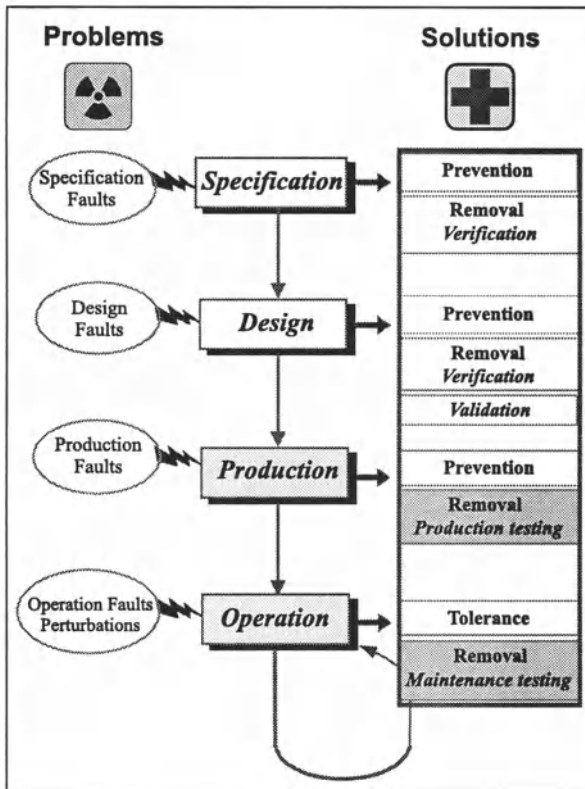 Problems
Solutions
Specification
Faults
Specification
Prevention
Removal
Verification
Design
Faults
Design
Prevention
Removal
Verification
Validation
Production
Faults
Production
Prevention
Removal
Production testing
Operation Faults
Perturbations
Operation
Tolerance
Removal
Maintenance testing